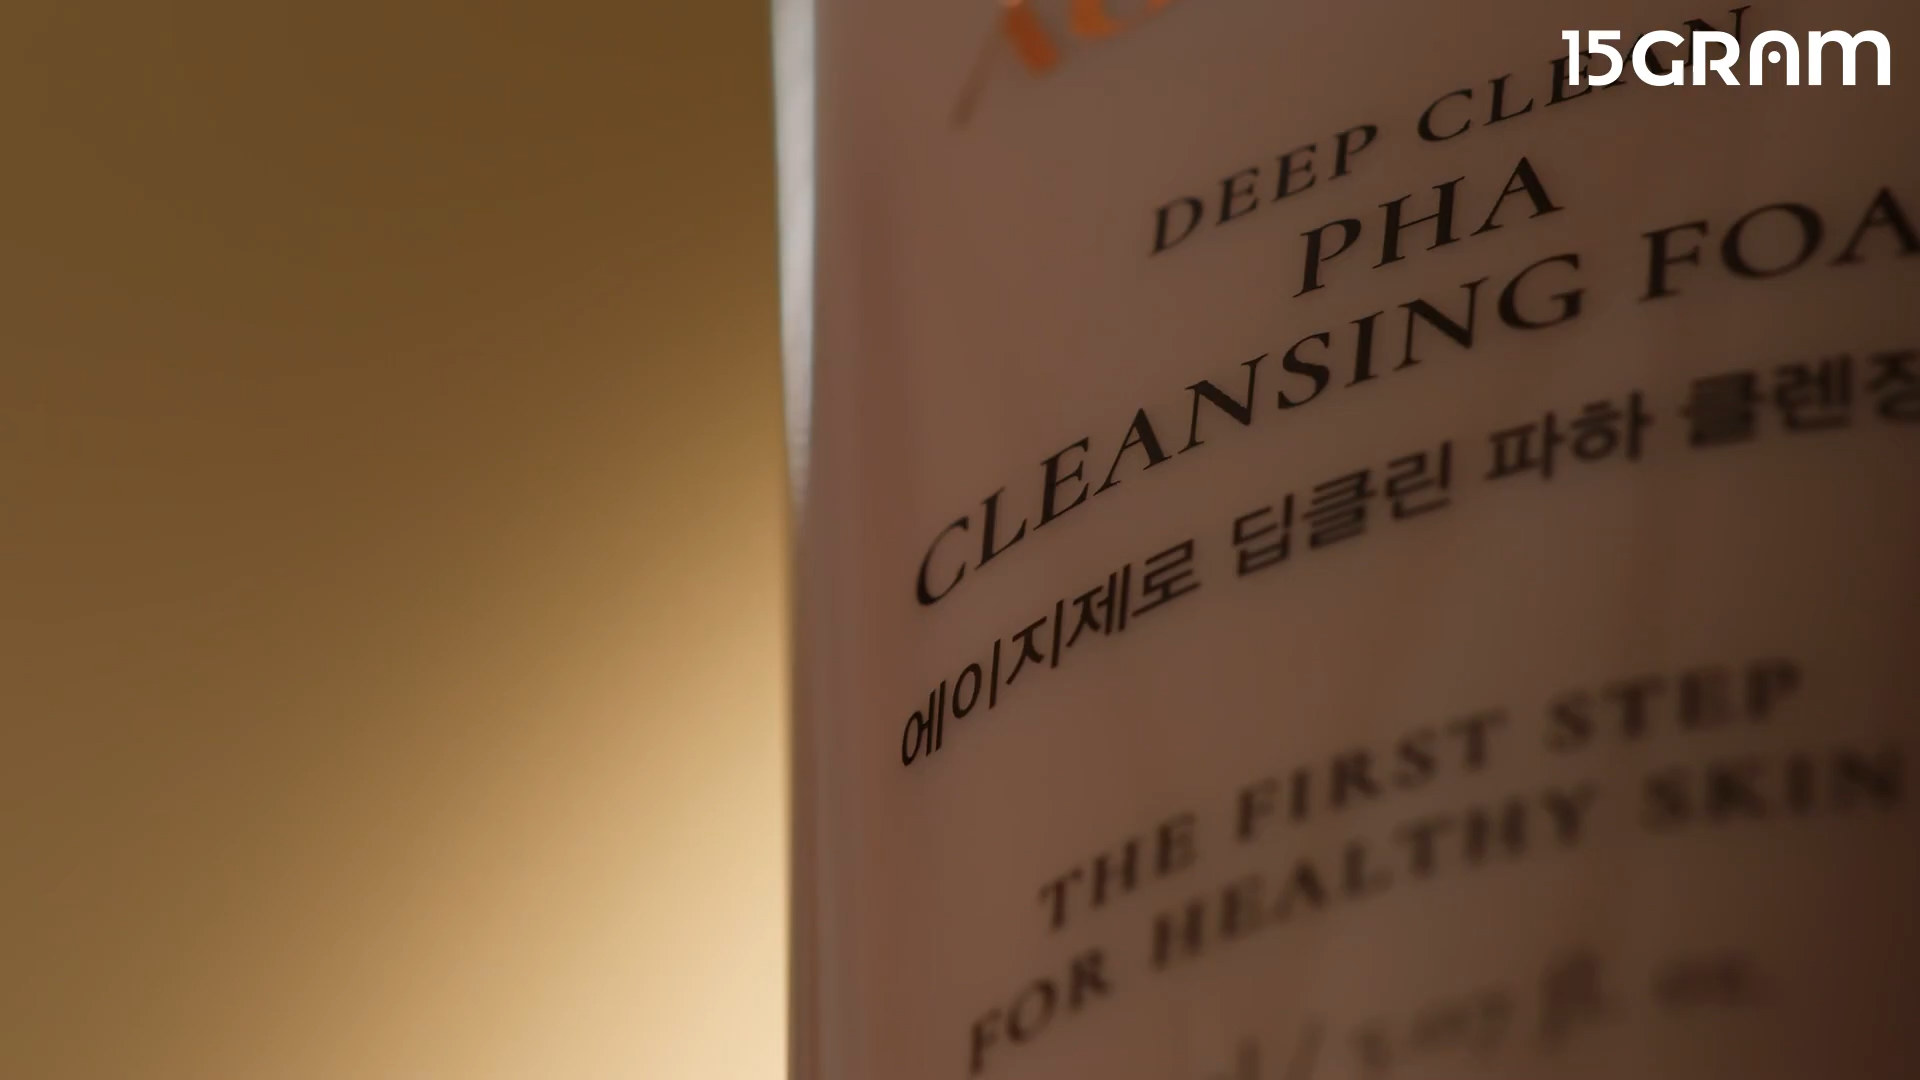 15GRAM
DEEP CLEAN
PHA
CLEANSING FOA
에이지제로 딥클린 파하 클렌징
THE FIRST STEP
FOR HEALTHY SKIN